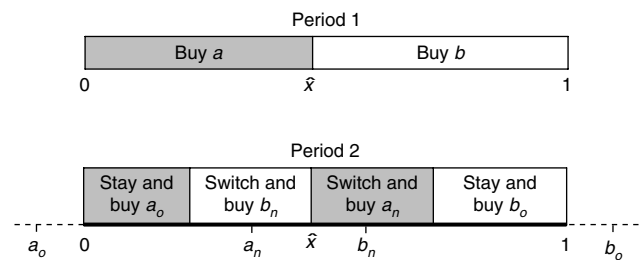 Period 1
Buy a
Buy b
0
x̂
1
Period 2
Stay and
buy aₒ
Switch and
buy bₙ
Switch and
buy aₙ
Stay and
buy bₒ
aₒ
0
aₙ
x̂
bₙ
1
bₒ